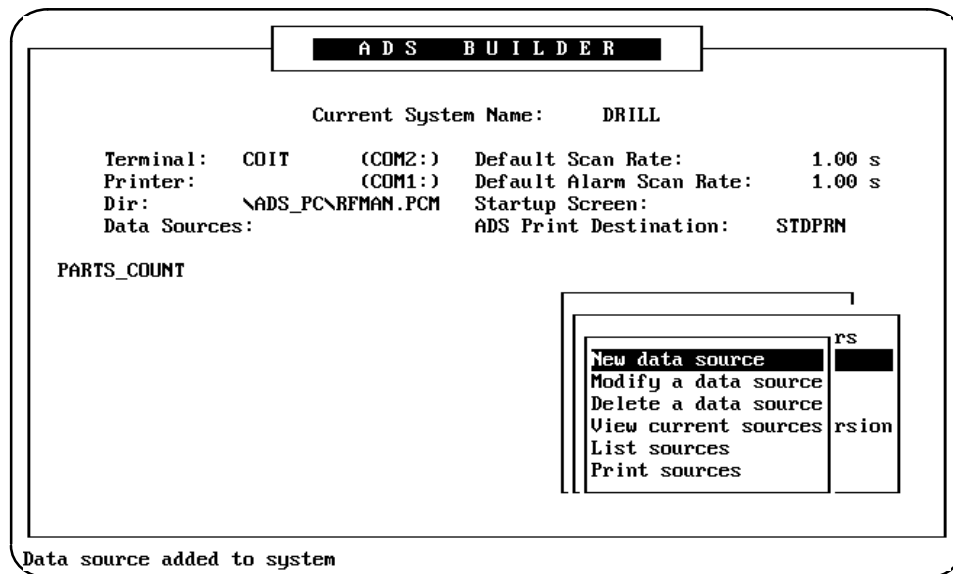 ADS BUILDER
Current System Name: DRILL
Terminal: COIT (COM2:) Default Scan Rate: 1.00 s
Printer: (COM1:) Default Alarm Scan Rate: 1.00 s
Dir: \ADS_PC\RFMAN.PCM Startup Screen:
Data Sources: ADS Print Destination: STDPRN
PARTS_COUNT
rs
New data source
Modify a data source
Delete a data source
View current sources rsion
List sources
Print sources
Data source added to system